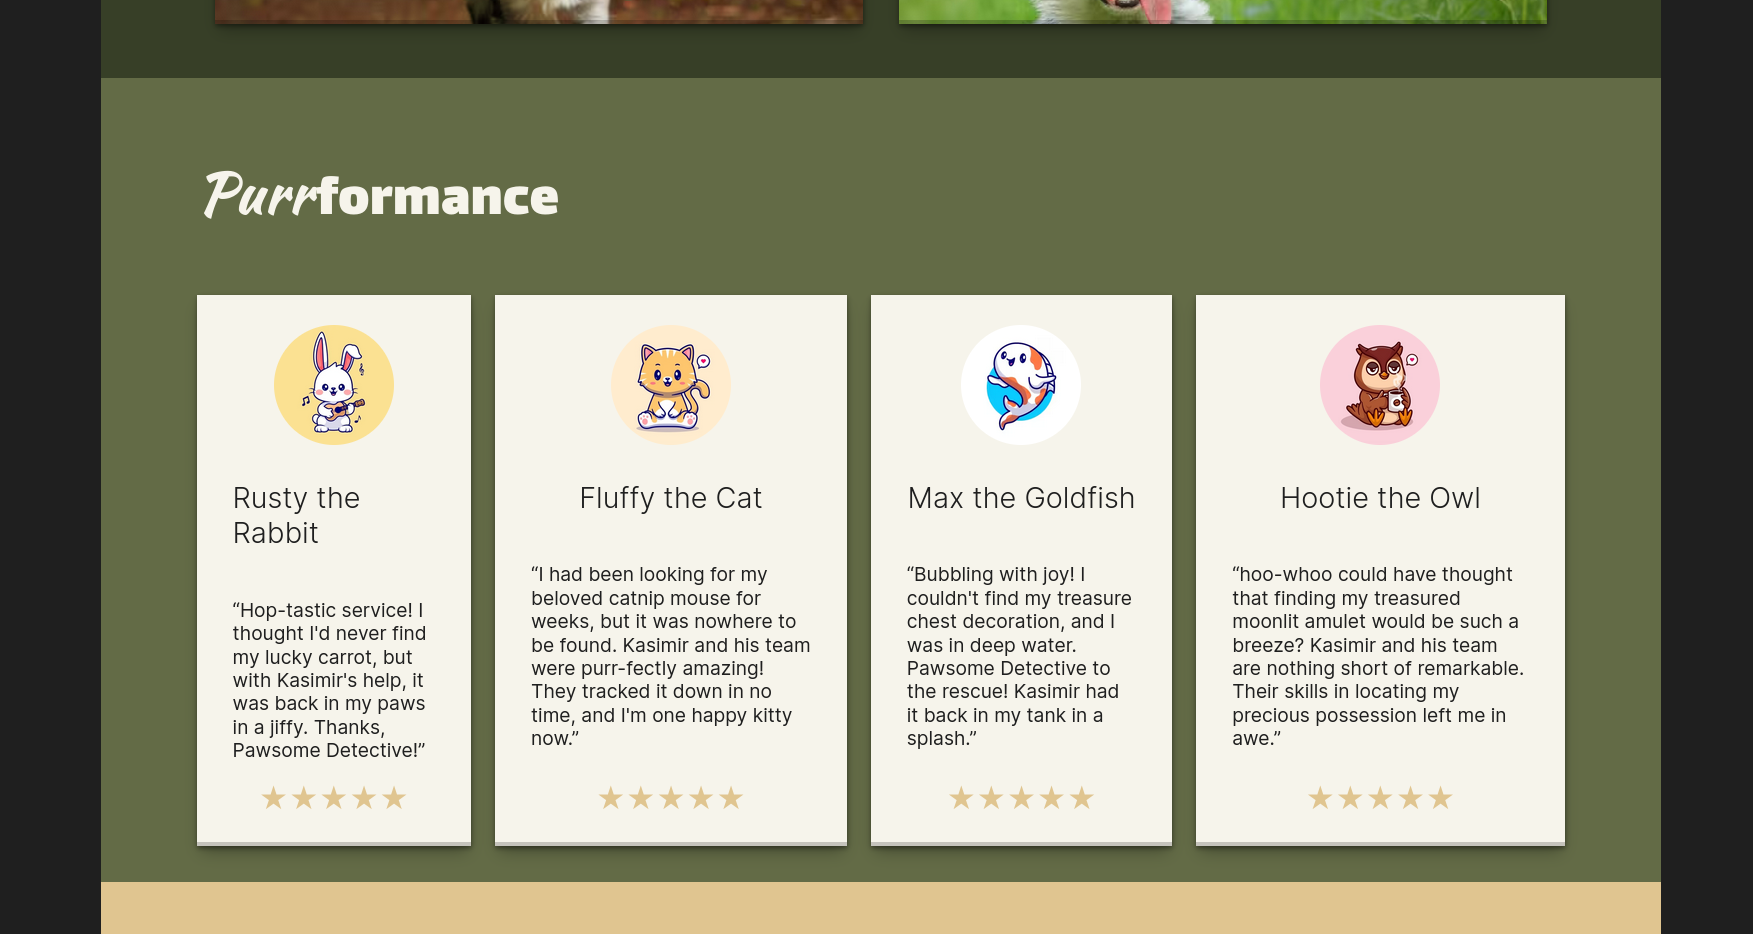 Purrformance
Rusty the
Rabbit
“Hop-tastic service! I
thought I'd never find
my lucky carrot, but
with Kasimir's help, it
was back in my paws
in a jiffy. Thanks,
Pawsome Detective!”
Fluffy the Cat
“I had been looking for my
beloved catnip mouse for
weeks, but it was nowhere to
be found. Kasimir and his team
were purr-fectly amazing!
They tracked it down in no
time, and I'm one happy kitty
now.”
Max the Goldfish
“Bubbling with joy! I
couldn't find my treasure
chest decoration, and I
was in deep water.
Pawsome Detective to
the rescue! Kasimir had
it back in my tank in a
splash.”
Hootie the Owl
“hoo-whoo could have thought
that finding my treasured
moonlit amulet would be such a
breeze? Kasimir and his team
are nothing short of remarkable.
Their skills in locating my
precious possession left me in
awe.”